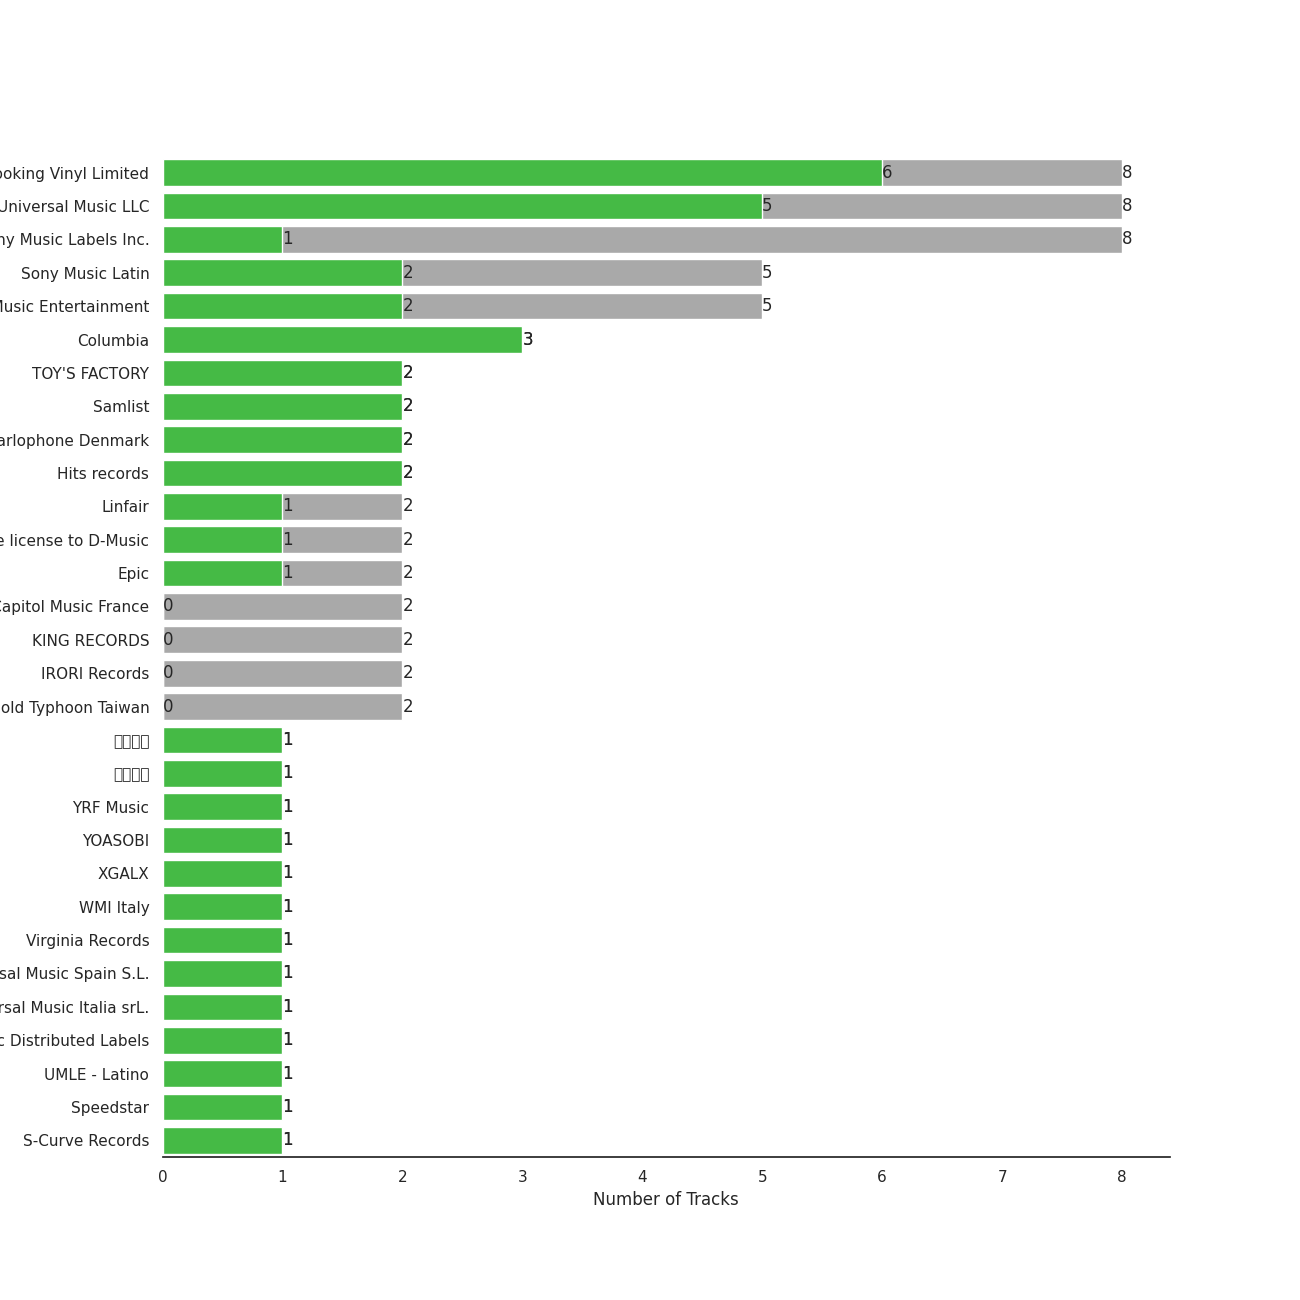 ooking Vinyl Limited 6 8
Universal Music LLC 5 8
ny Music Labels Inc. 1 8
Sony Music Latin 2 5
Music Entertainment 2 5
Columbia 3
TOY'S FACTORY 2
Samlist 2
arlophone Denmark 2
Hits records 2
Linfair 1 2
e license to D-Music 1 2
Epic 1 2
Capitol Music France 0 2
KING RECORDS 0 2
IRORI Records 0 2
old Typhoon Taiwan 0 2
1
1
YRF Music 1
YOASOBI 1
XGALX 1
WMI Italy 1
Virginia Records 1
sal Music Spain S.L. 1
rsal Music Italia srL. 1
c Distributed Labels 1
UMLE - Latino 1
Speedstar 1
S-Curve Records 1
0 1 2 3 4 5 6 7 8
Number of Tracks